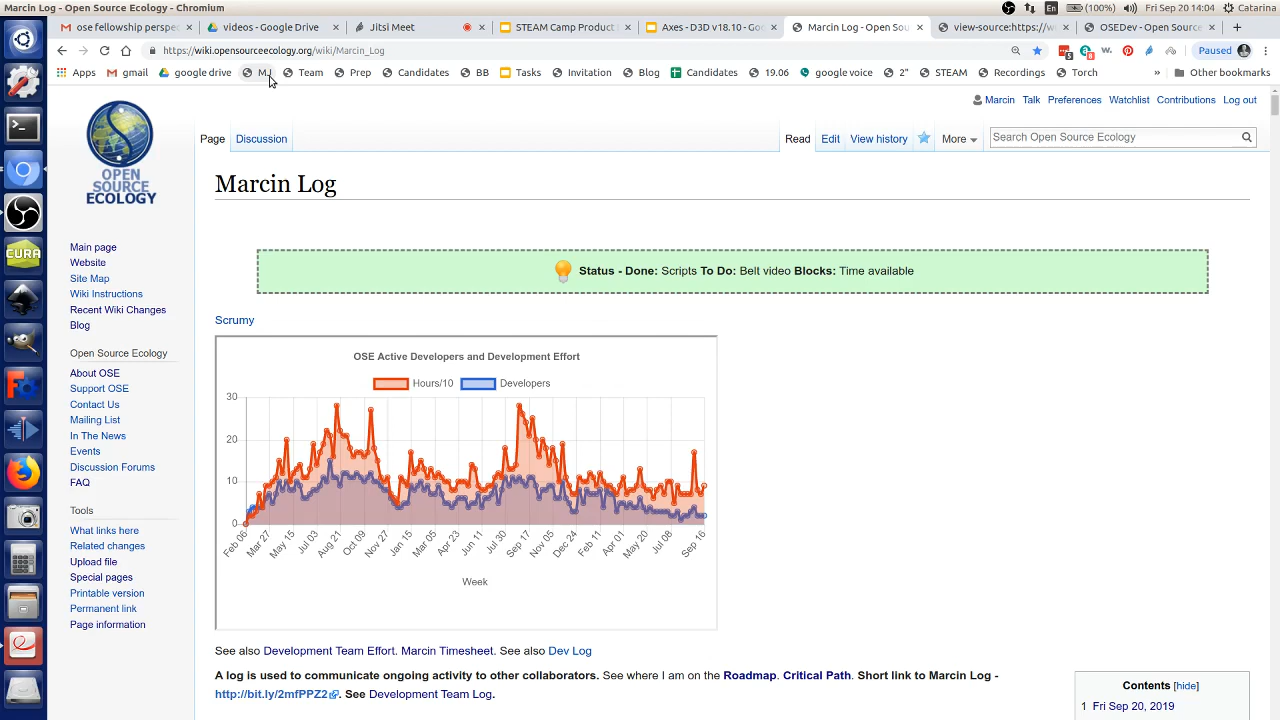 Marcin Log - Open Source Ecology - Chromium
En
(100%)
Fri Sep 20 14:04
Catarina
ose fellowship perspe
videos - Google Drive
Jitsi Meet
STEAM Camp Product
Axes - D3D v18.10 - Goo
Marcin Log - Open Sou
view-source:https://w
OSEDev - Open Source
https://wiki.opensourceecology.org/wiki/Marcin_Log
Paused
Apps
gmail
google drive
MJ
Team
Prep
Candidates
BB
Tasks
Invitation
Blog
Candidates
19.06
google voice
2"
STEAM
Recordings
Torch
»
Other bookmarks
Marcin
Talk
Preferences
Watchlist
Contributions
Log out
Page
Discussion
Read
Edit
View history
More
Search Open Source Ecology
OPEN
SOURCE
ECOLOGY
Marcin Log
Status - Done: Scripts To Do: Belt video Blocks: Time available
Main page
Website
Site Map
Wiki Instructions
Recent Wiki Changes
Blog
Open Source Ecology
About OSE
Support OSE
Contact Us
Mailing List
In The News
Events
Discussion Forums
FAQ
Tools
What links here
Related changes
Upload file
Special pages
Printable version
Permanent link
Page information
CURA
Scrumy
OSE Active Developers and Development Effort
Hours/10
Developers
30
20
10
0
Feb 06
Mar 27
May 15
Jul 03
Aug 21
Oct 09
Nov 27
Jan 15
Mar 05
Apr 23
Jun 11
Jul 30
Sep 17
Nov 05
Dec 24
Feb 11
Apr 01
May 20
Jul 08
Sep 16
Week
See also Development Team Effort. Marcin Timesheet. See also Dev Log
A log is used to communicate ongoing activity to other collaborators. See where I am on the Roadmap. Critical Path. Short link to Marcin Log -
http://bit.ly/2mfPPZ2. See Development Team Log.
Contents [hide]
1 Fri Sep 20, 2019